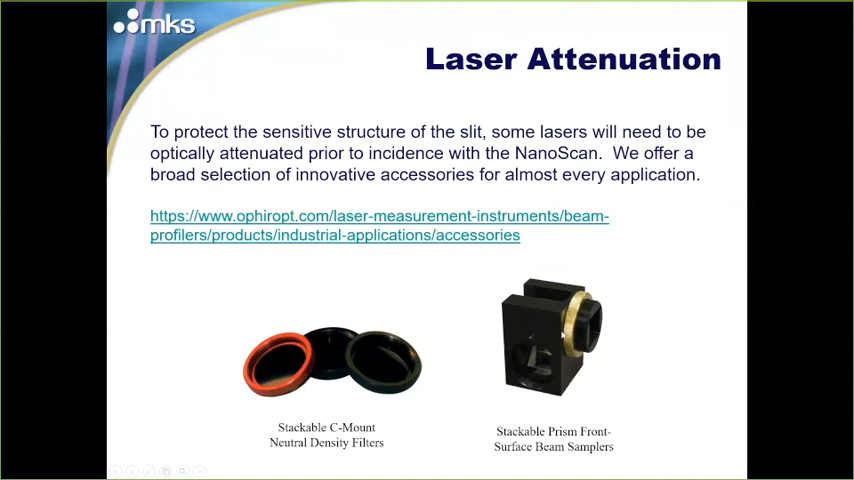 mks
Laser Attenuation
To protect the sensitive structure of the slit, some lasers will need to be
optically attenuated prior to incidence with the NanoScan.  We offer a
broad selection of innovative accessories for almost every application.
https://www.ophiropt.com/laser-measurement-instruments/beam-
profilers/products/industrial-applications/accessories
Stackable C-Mount
Neutral Density Filters
Stackable Prism Front-
Surface Beam Samplers